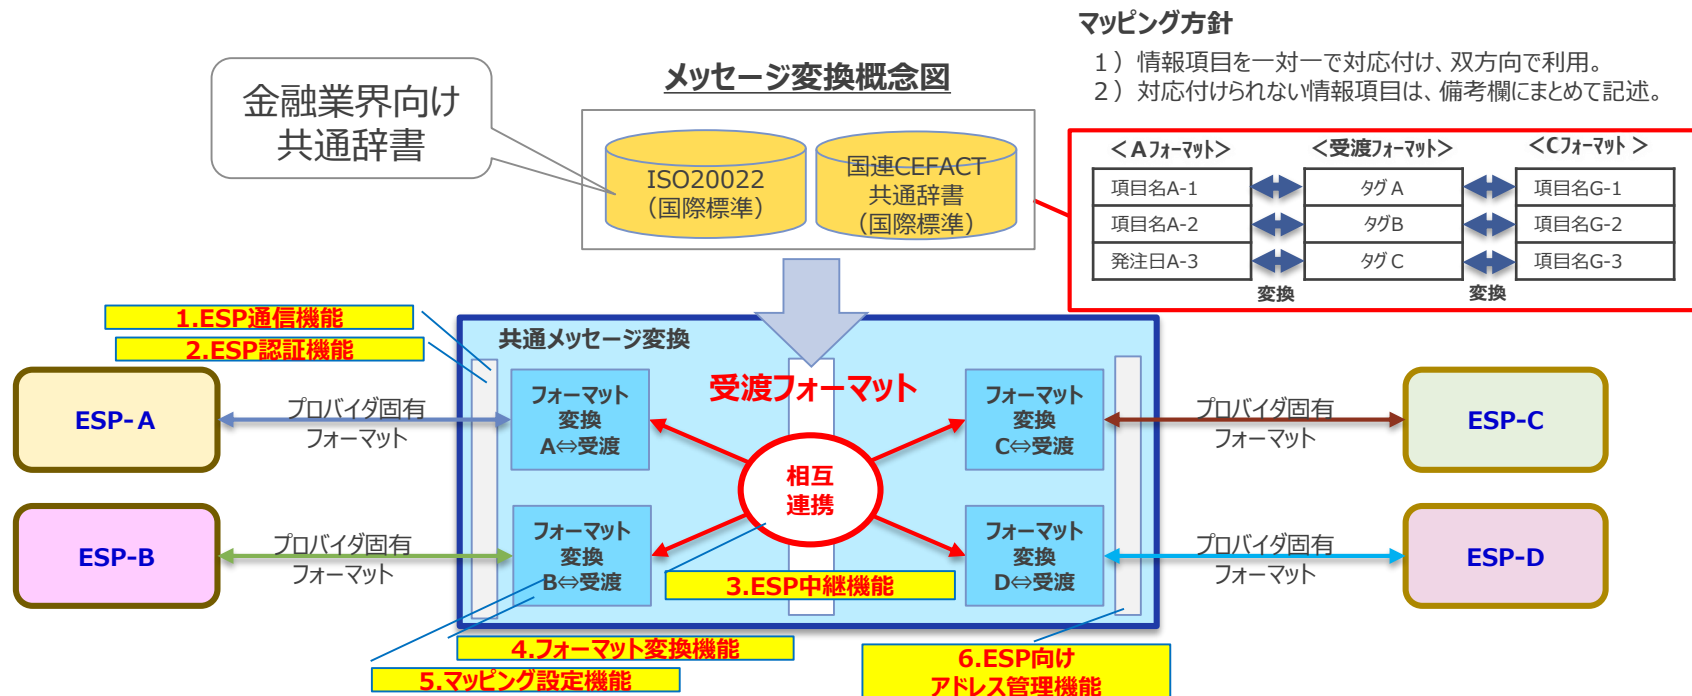 マッピング方針
1）情報項目を一対一で対応付け、双方向で利用。
2）対応付けられない情報項目は、備考欄にまとめて記述。
メッセージ変換概念図
金融業界向け
共通辞書
ISO20022
（国際標準）
国連CEFACT
共通辞書
（国際標準）
＜Aフォーマット＞
＜受渡フォーマット＞
＜Cフォーマット ＞
項目名A-1
タグA
項目名G-1
項目名A-2
タグB
項目名G-2
発注日A-3
タグC
項目名G-3
変換
変換
1.ESP通信機能
2.ESP認証機能
共通メッセージ変換
受渡フォーマット
ESP-A
プロバイダ固有
フォーマット
フォーマット
変換
A⇔受渡
フォーマット
変換
C⇔受渡
プロバイダ固有
フォーマット
ESP-C
相互
連携
ESP-B
プロバイダ固有
フォーマット
フォーマット
変換
B⇔受渡
フォーマット
変換
D⇔受渡
プロバイダ固有
フォーマット
ESP-D
3.ESP中継機能
4.フォーマット変換機能
5.マッピング設定機能
6.ESP向け
アドレス管理機能